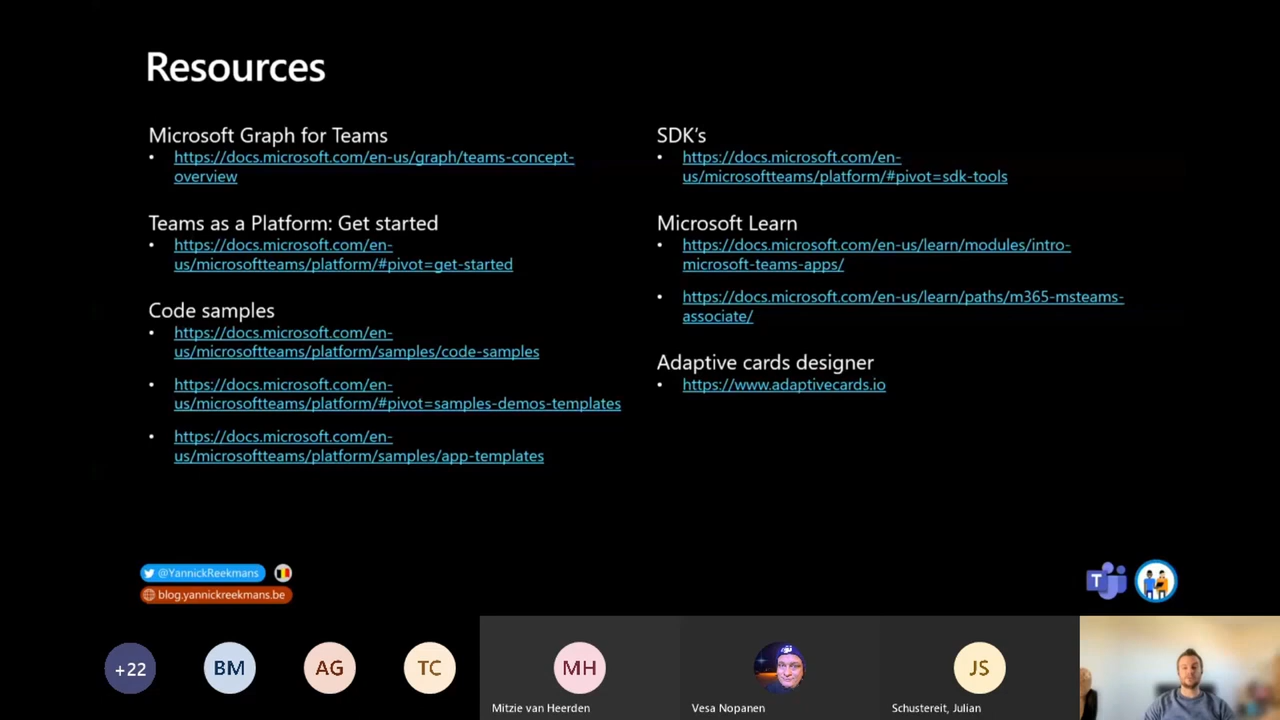 Resources
Microsoft Graph for Teams
• https://docs.microsoft.com/en-us/graph/teams-concept-
overview
Teams as a Platform: Get started
• https://docs.microsoft.com/en-
us/microsoftteams/platform/#pivot=get-started
Code samples
• https://docs.microsoft.com/en-
us/microsoftteams/platform/samples/code-samples
• https://docs.microsoft.com/en-
us/microsoftteams/platform/#pivot=samples-demos-templates
• https://docs.microsoft.com/en-
us/microsoftteams/platform/samples/app-templates
SDK's
• https://docs.microsoft.com/en-
us/microsoftteams/platform/#pivot=sdk-tools
Microsoft Learn
• https://docs.microsoft.com/en-us/learn/modules/intro-
microsoft-teams-apps/
• https://docs.microsoft.com/en-us/learn/paths/m365-msteams-
associate/
Adaptive cards designer
• https://www.adaptivecards.io
@YannickReekmans
blog.yannickreekmans.be
T
+22
BM
AG
TC
MH
Mitzie van Heerden
Vesa Nopanen
JS
Schustereit, Julian